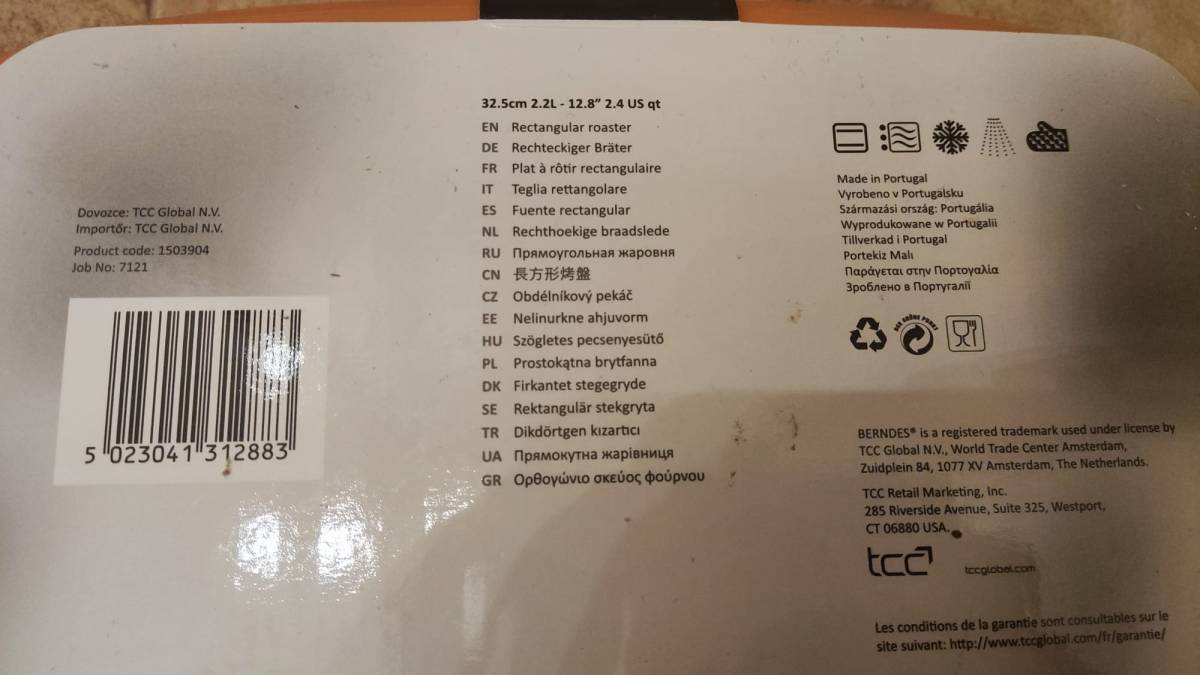 32.5cm 2.2L - 12.8” 2.4 US qt
EN Rectangular roaster
DE Rechteckiger Bräter
FR Plat à rôtir rectangulaire
IT Teglia rettangolare
ES Fuente rectangular
NL Rechthoekige braadslede
RU Прямоугольная жаровня
CN 長方形烤盤
CZ Obdélníkový pekáč
EE Nelinurkne ahjuvorm
HU Szögletes pecsenyesütő
PL Prostokątna brytfanna
DK Firkantet stegegryde
SE Rektangulär stekgryta
TR Dikdörtgen kızartıcı
UA Прямокутна жарівниця
GR Ορθογώνιο σκεύος φούρνου
Dovozce: TCC Global N.V.
Importőr: TCC Global N.V.
Product code: 1503904
Job No: 7121
5 023041 312883
Made in Portugal
Vyrobeno v Portugalsku
Származási ország: Portugália
Wyprodukowane w Portugalii
Tillverkad i Portugal
Portekiz Malı
Παράγεται στην Πορτογαλία
Зроблено в Португалії
DER GRÜNE PUNKT
BERNDES® is a registered trademark used under license by
TCC Global N.V., World Trade Center Amsterdam,
Zuidplein 84, 1077 XV Amsterdam, The Netherlands.
TCC Retail Marketing, Inc.
285 Riverside Avenue, Suite 325, Westport,
CT 06880 USA.
tcc
tccglobal.com
Les conditions de la garantie sont consultables sur le
site suivant: http://www.tccglobal.com/fr/garantie/